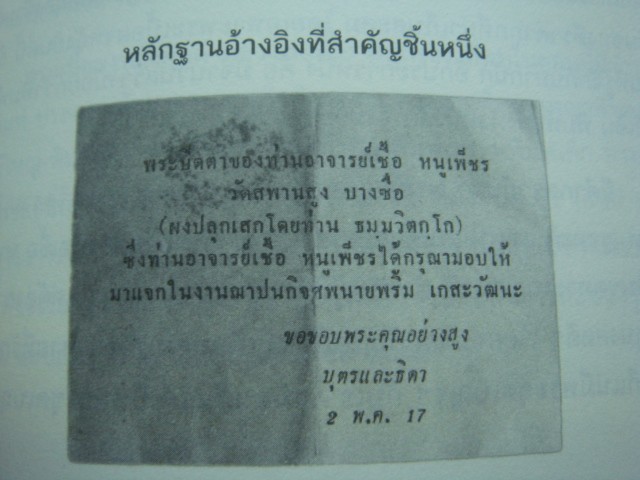 หลักฐานอ้างอิงที่สำคัญชิ้นหนึ่ง
พระปิดตาของท่านอาจารย์เชื้อ หนูเพ็ชร
วัดสพานสูง บางซื่อ
(ผงปลุกเสกโดยท่าน ธมฺมวิตกฺโก)
ซึ่งท่านอาจารย์เชื้อ หนูเพ็ชรได้กรุณามอบให้
มาแจกในงานฌาปนกิจศพนายพริ้ม เกสะวัฒนะ
ขอขอบพระคุณอย่างสูง
บุตรและธิดา
2 พ.ค. 17